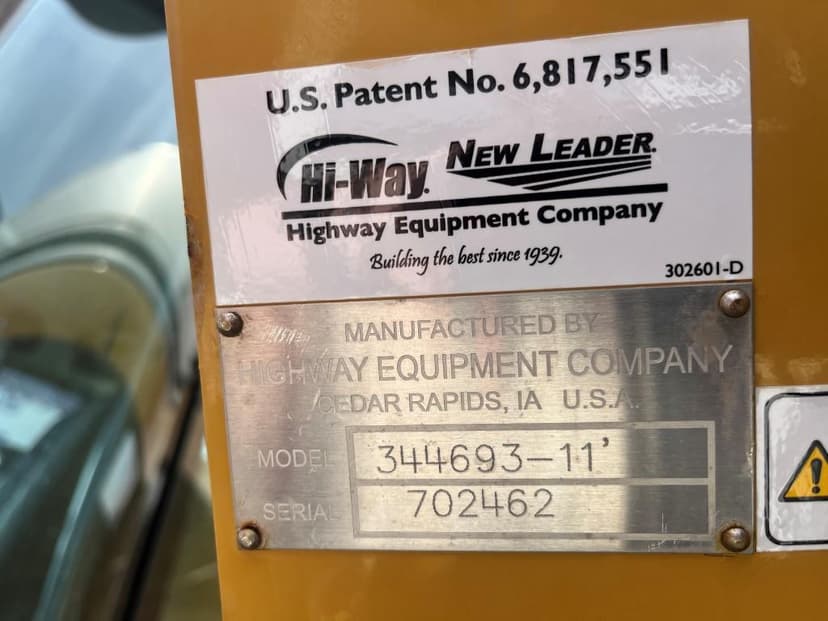 U.S. Patent No. 6,817,551
Hi-Way. NEW LEADER.
Highway Equipment Company
Building the best since 1939.
302601-D
MANUFACTURED BY
HIGHWAY EQUIPMENT COMPANY
CEDAR RAPIDS, IA U.S.A.
MODEL 344693-11'
SERIAL 702462